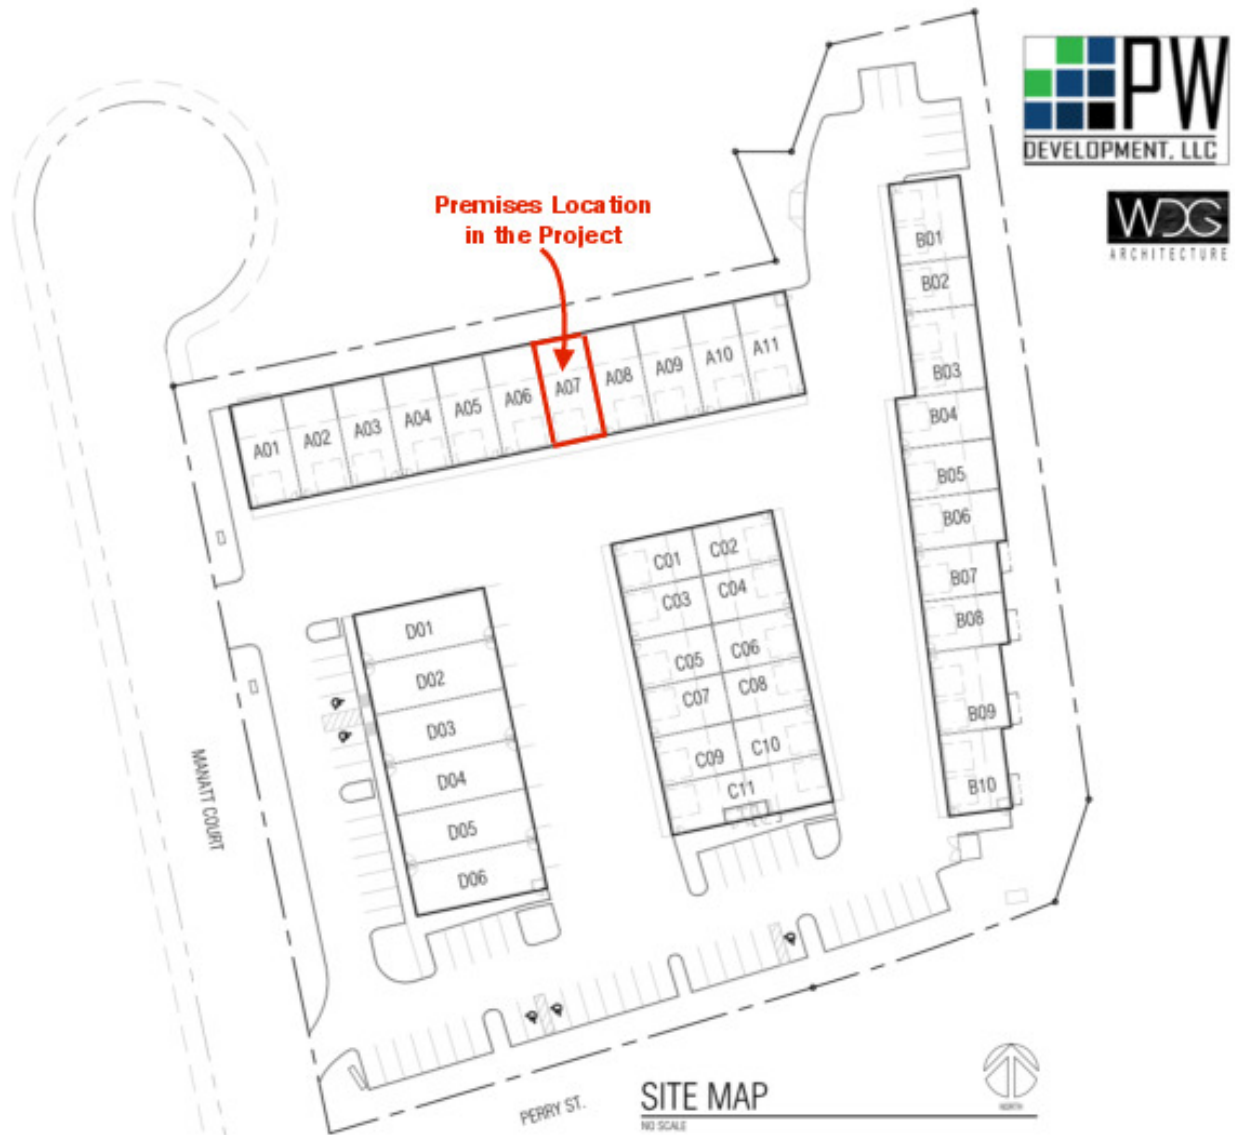 PW
DEVELOPMENT, LLC
WDG
ARCHITECTURE
Premises Location
in the Project
A01
A02
A03
A04
A05
A06
A07
A08
A09
A10
A11
B01
B02
B03
B04
B05
B06
B07
B08
B09
B10
C01
C02
C03
C04
C05
C06
C07
C08
C09
C10
C11
D01
D02
D03
D04
D05
D06
MANATT COURT
PERRY ST.
SITE MAP
NO SCALE
NORTH